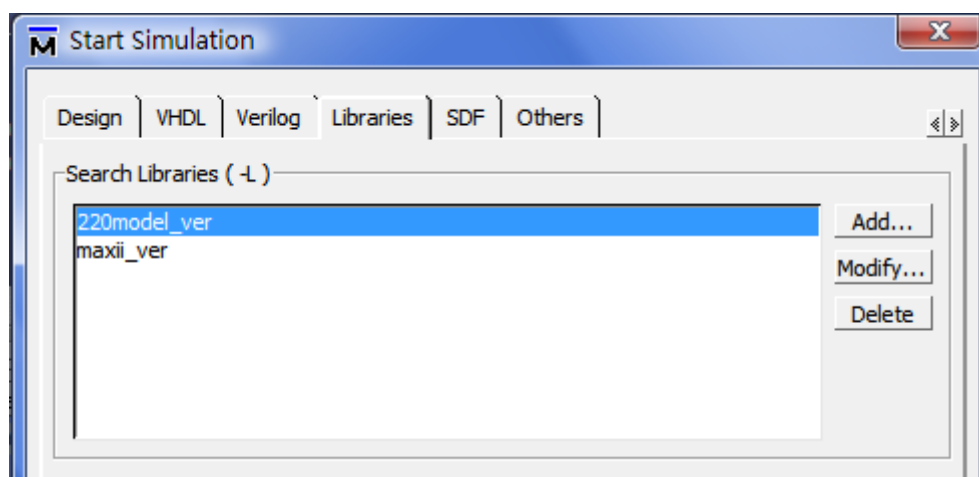 M Start Simulation
Design VHDL Verilog Libraries SDF Others
Search Libraries ( -L )
220model_ver
maxii_ver
Add...
Modify...
Delete